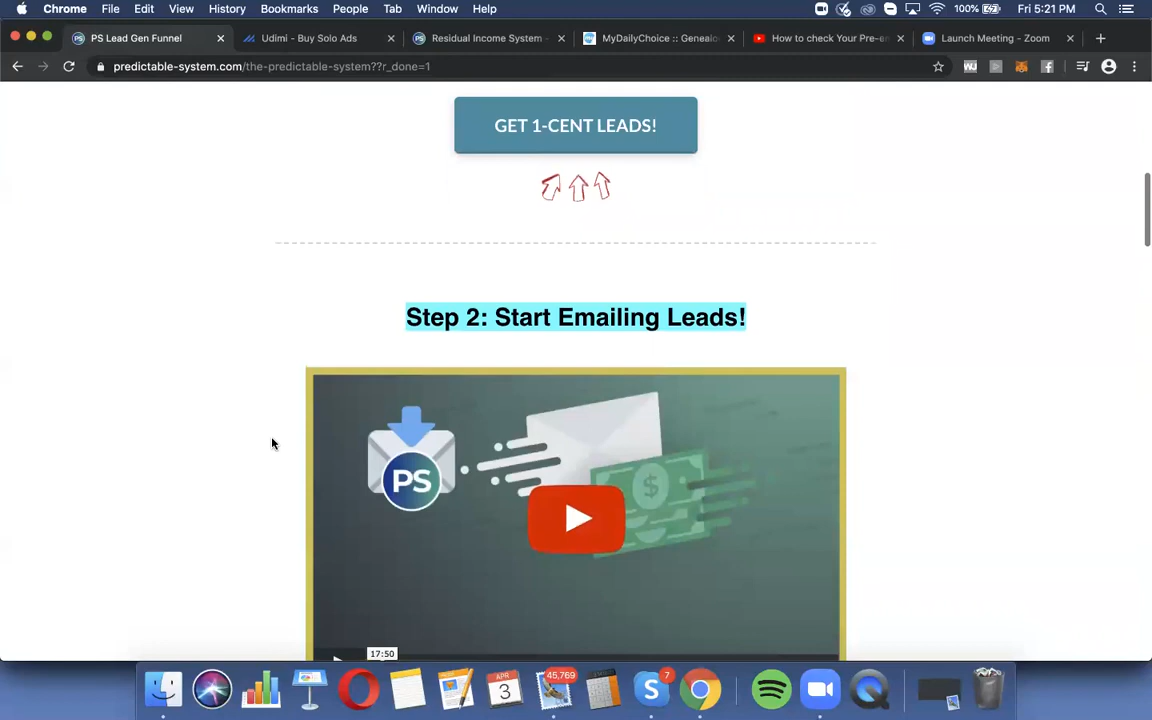 Chrome File Edit View History Bookmarks People Tab Window Help 100% Fri 5:21 PM
PS Lead Gen Funnel Udimi - Buy Solo Ads Residual Income System - MyDailyChoice :: Genealo How to check Your Pre-en Launch Meeting - Zoom
predictable-system.com/the-predictable-system??r_done=1
GET 1-CENT LEADS!
Step 2: Start Emailing Leads!
PS
$
17:50
45,769
7
APR
3